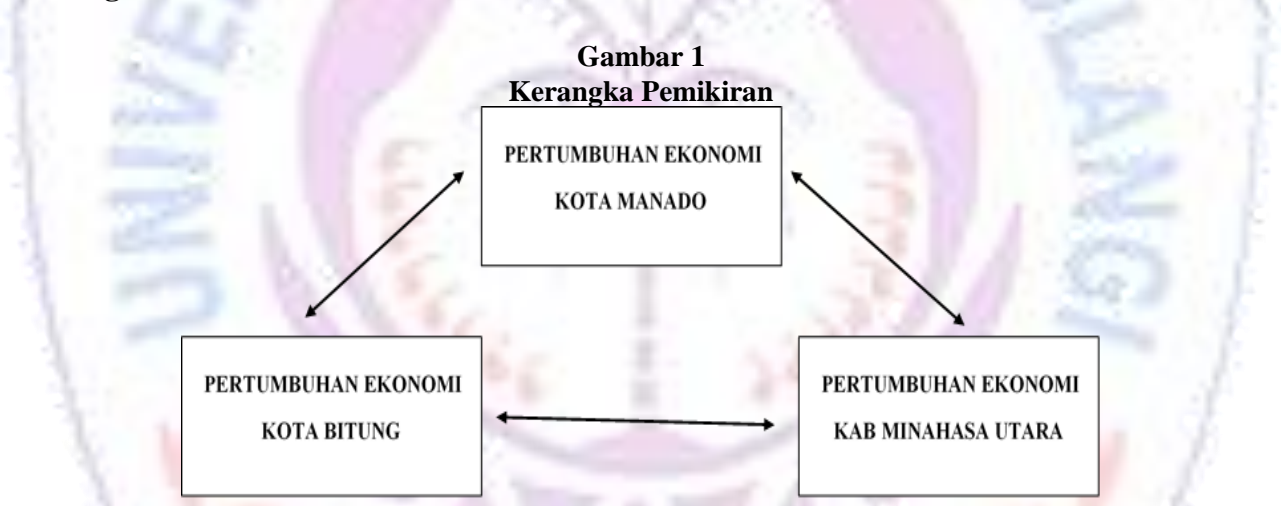 Gambar 1
Kerangka Pemikiran
PERTUMBUHAN EKONOMI
KOTA MANADO
PERTUMBUHAN EKONOMI
KOTA BITUNG
PERTUMBUHAN EKONOMI
KAB MINAHASA UTARA